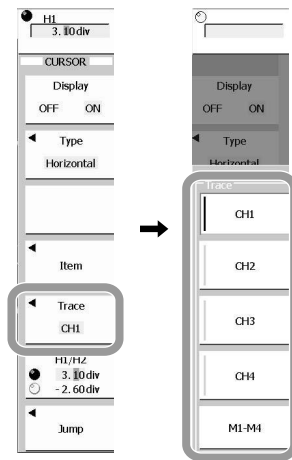 H1
3.10div
CURSOR
Display
OFF ON
Type
Horizontal
Item
Trace
CH1
H1/H2
3.10div
-2.60div
Jump
Display
OFF ON
Type
Horizontal
Trace
CH1
CH2
CH3
CH4
M1-M4